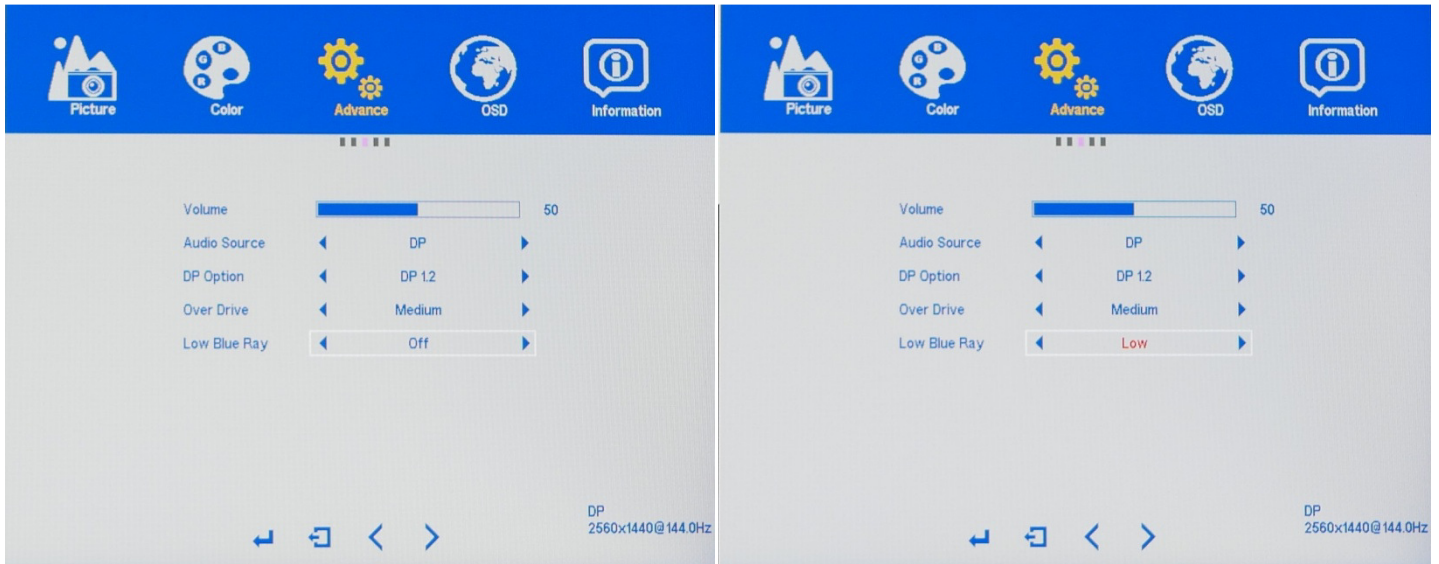 Picture Color Advance OSD Information
Volume 50
Audio Source DP
DP Option DP 1.2
Over Drive Medium
Low Blue Ray Off
DP
2560x1440@144.0Hz
Picture Color Advance OSD Information
Volume 50
Audio Source DP
DP Option DP 1.2
Over Drive Medium
Low Blue Ray Low
DP
2560x1440@144.0Hz